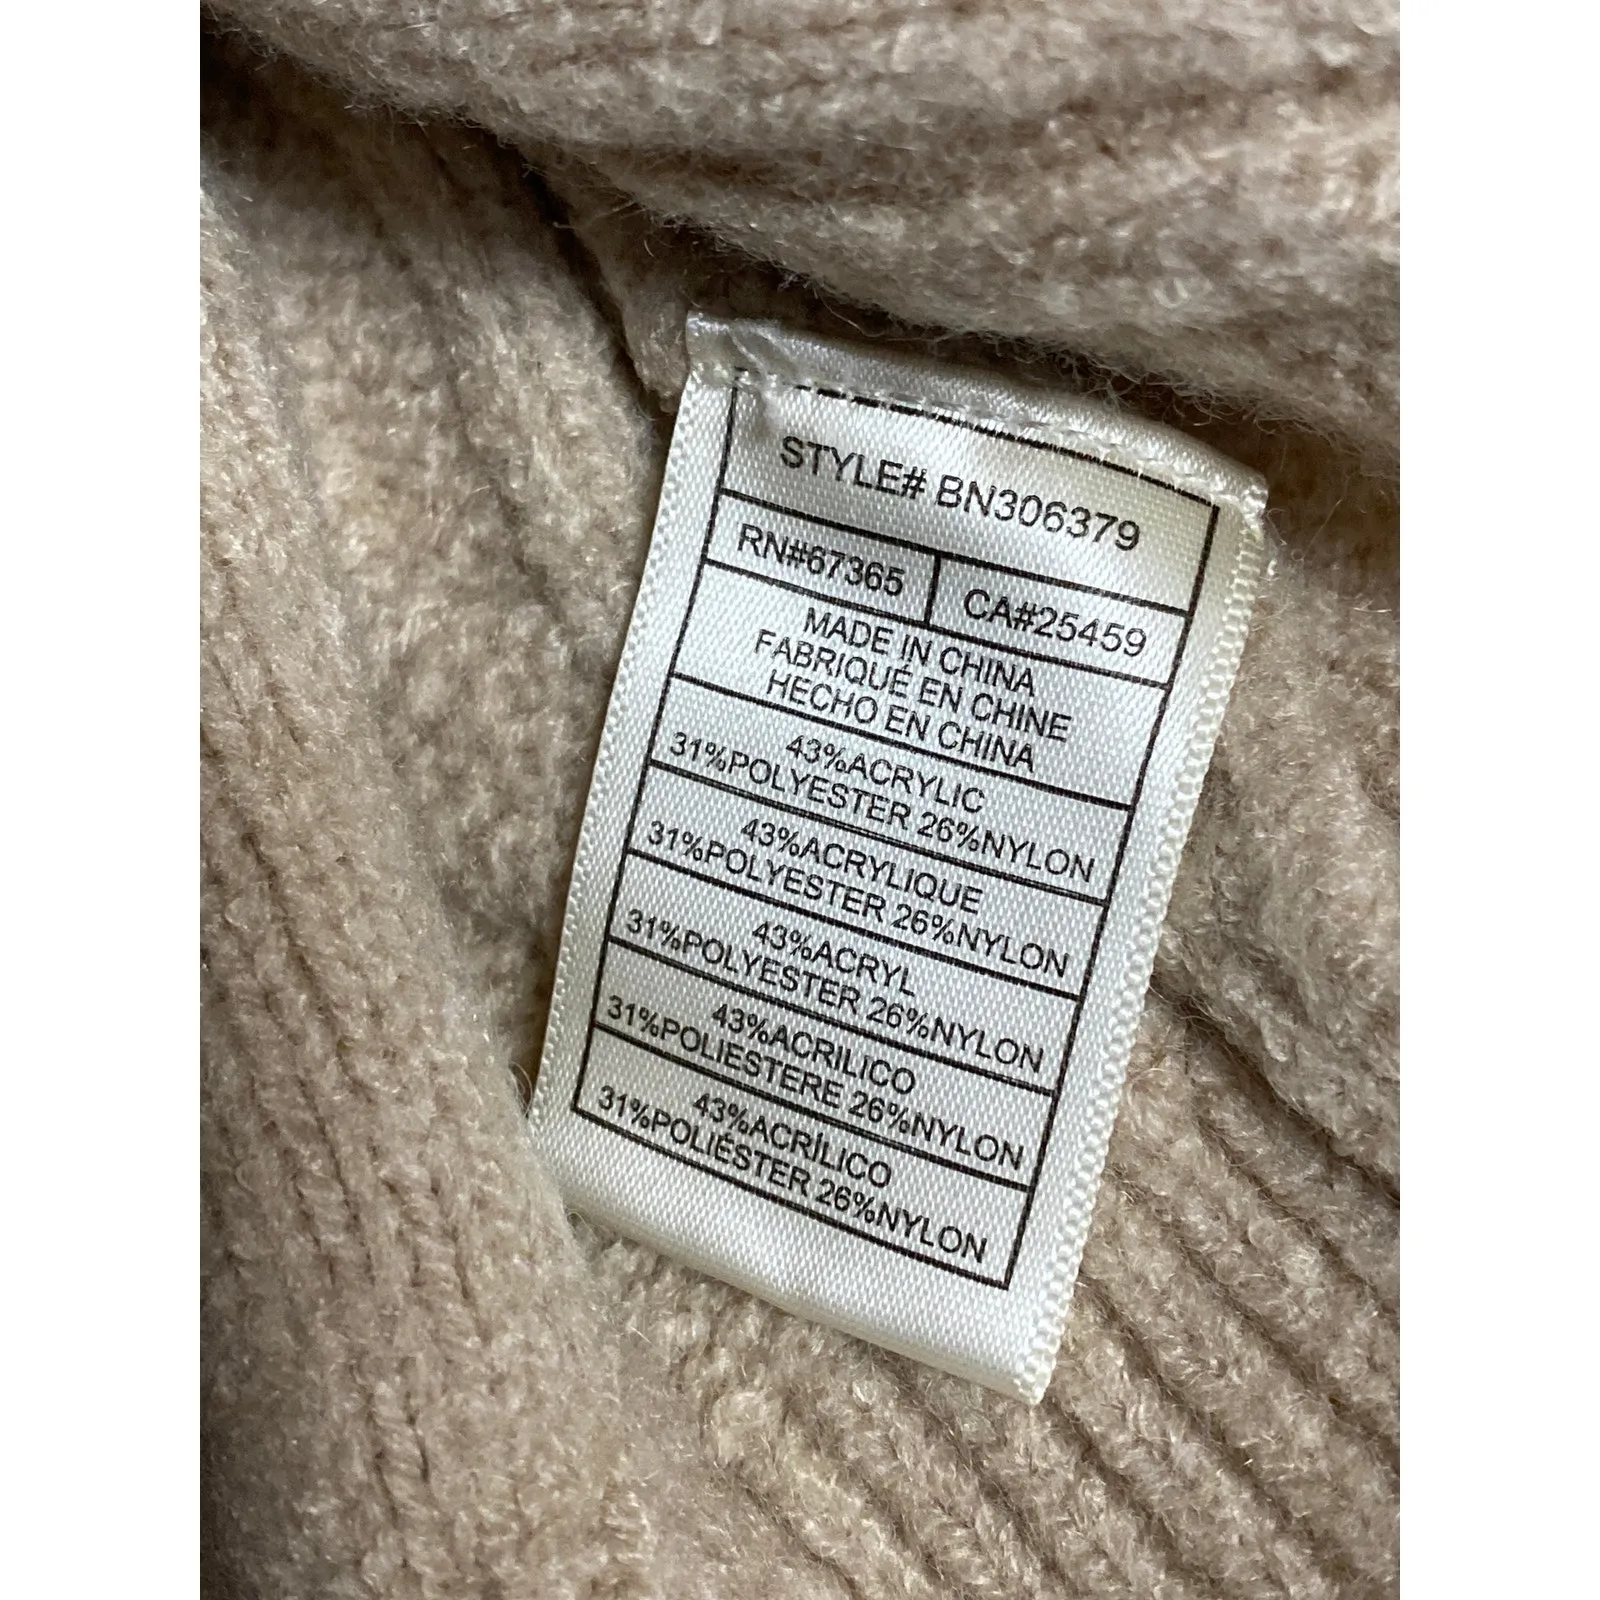 STYLE# BN306379
RN#67365 CA#25459
MADE IN CHINA
FABRIQUÉ EN CHINE
HECHO EN CHINA
43%ACRYLIC
31%POLYESTER 26%NYLON
43%ACRYLIQUE
31%POLYESTER 26%NYLON
43%ACRYL
31%POLYESTER 26%NYLON
43%ACRILICO
31%POLIESTERE 26%NYLON
43%ACRÍLICO
31%POLIÉSTER 26%NYLON